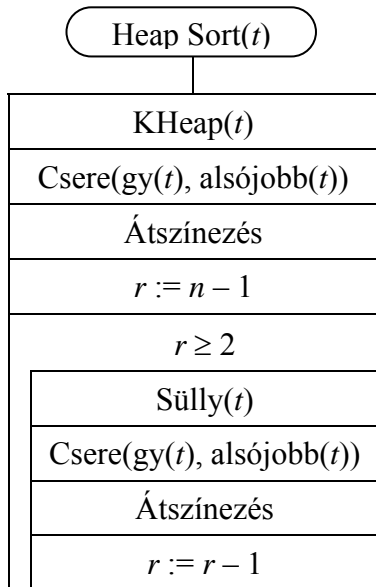 Heap Sort(t)
KHeap(t)
Csere(gy(t), alsójobb(t))
Átszínezés
r := n – 1
r ≥ 2
Sülly(t)
Csere(gy(t), alsójobb(t))
Átszínezés
r := r – 1